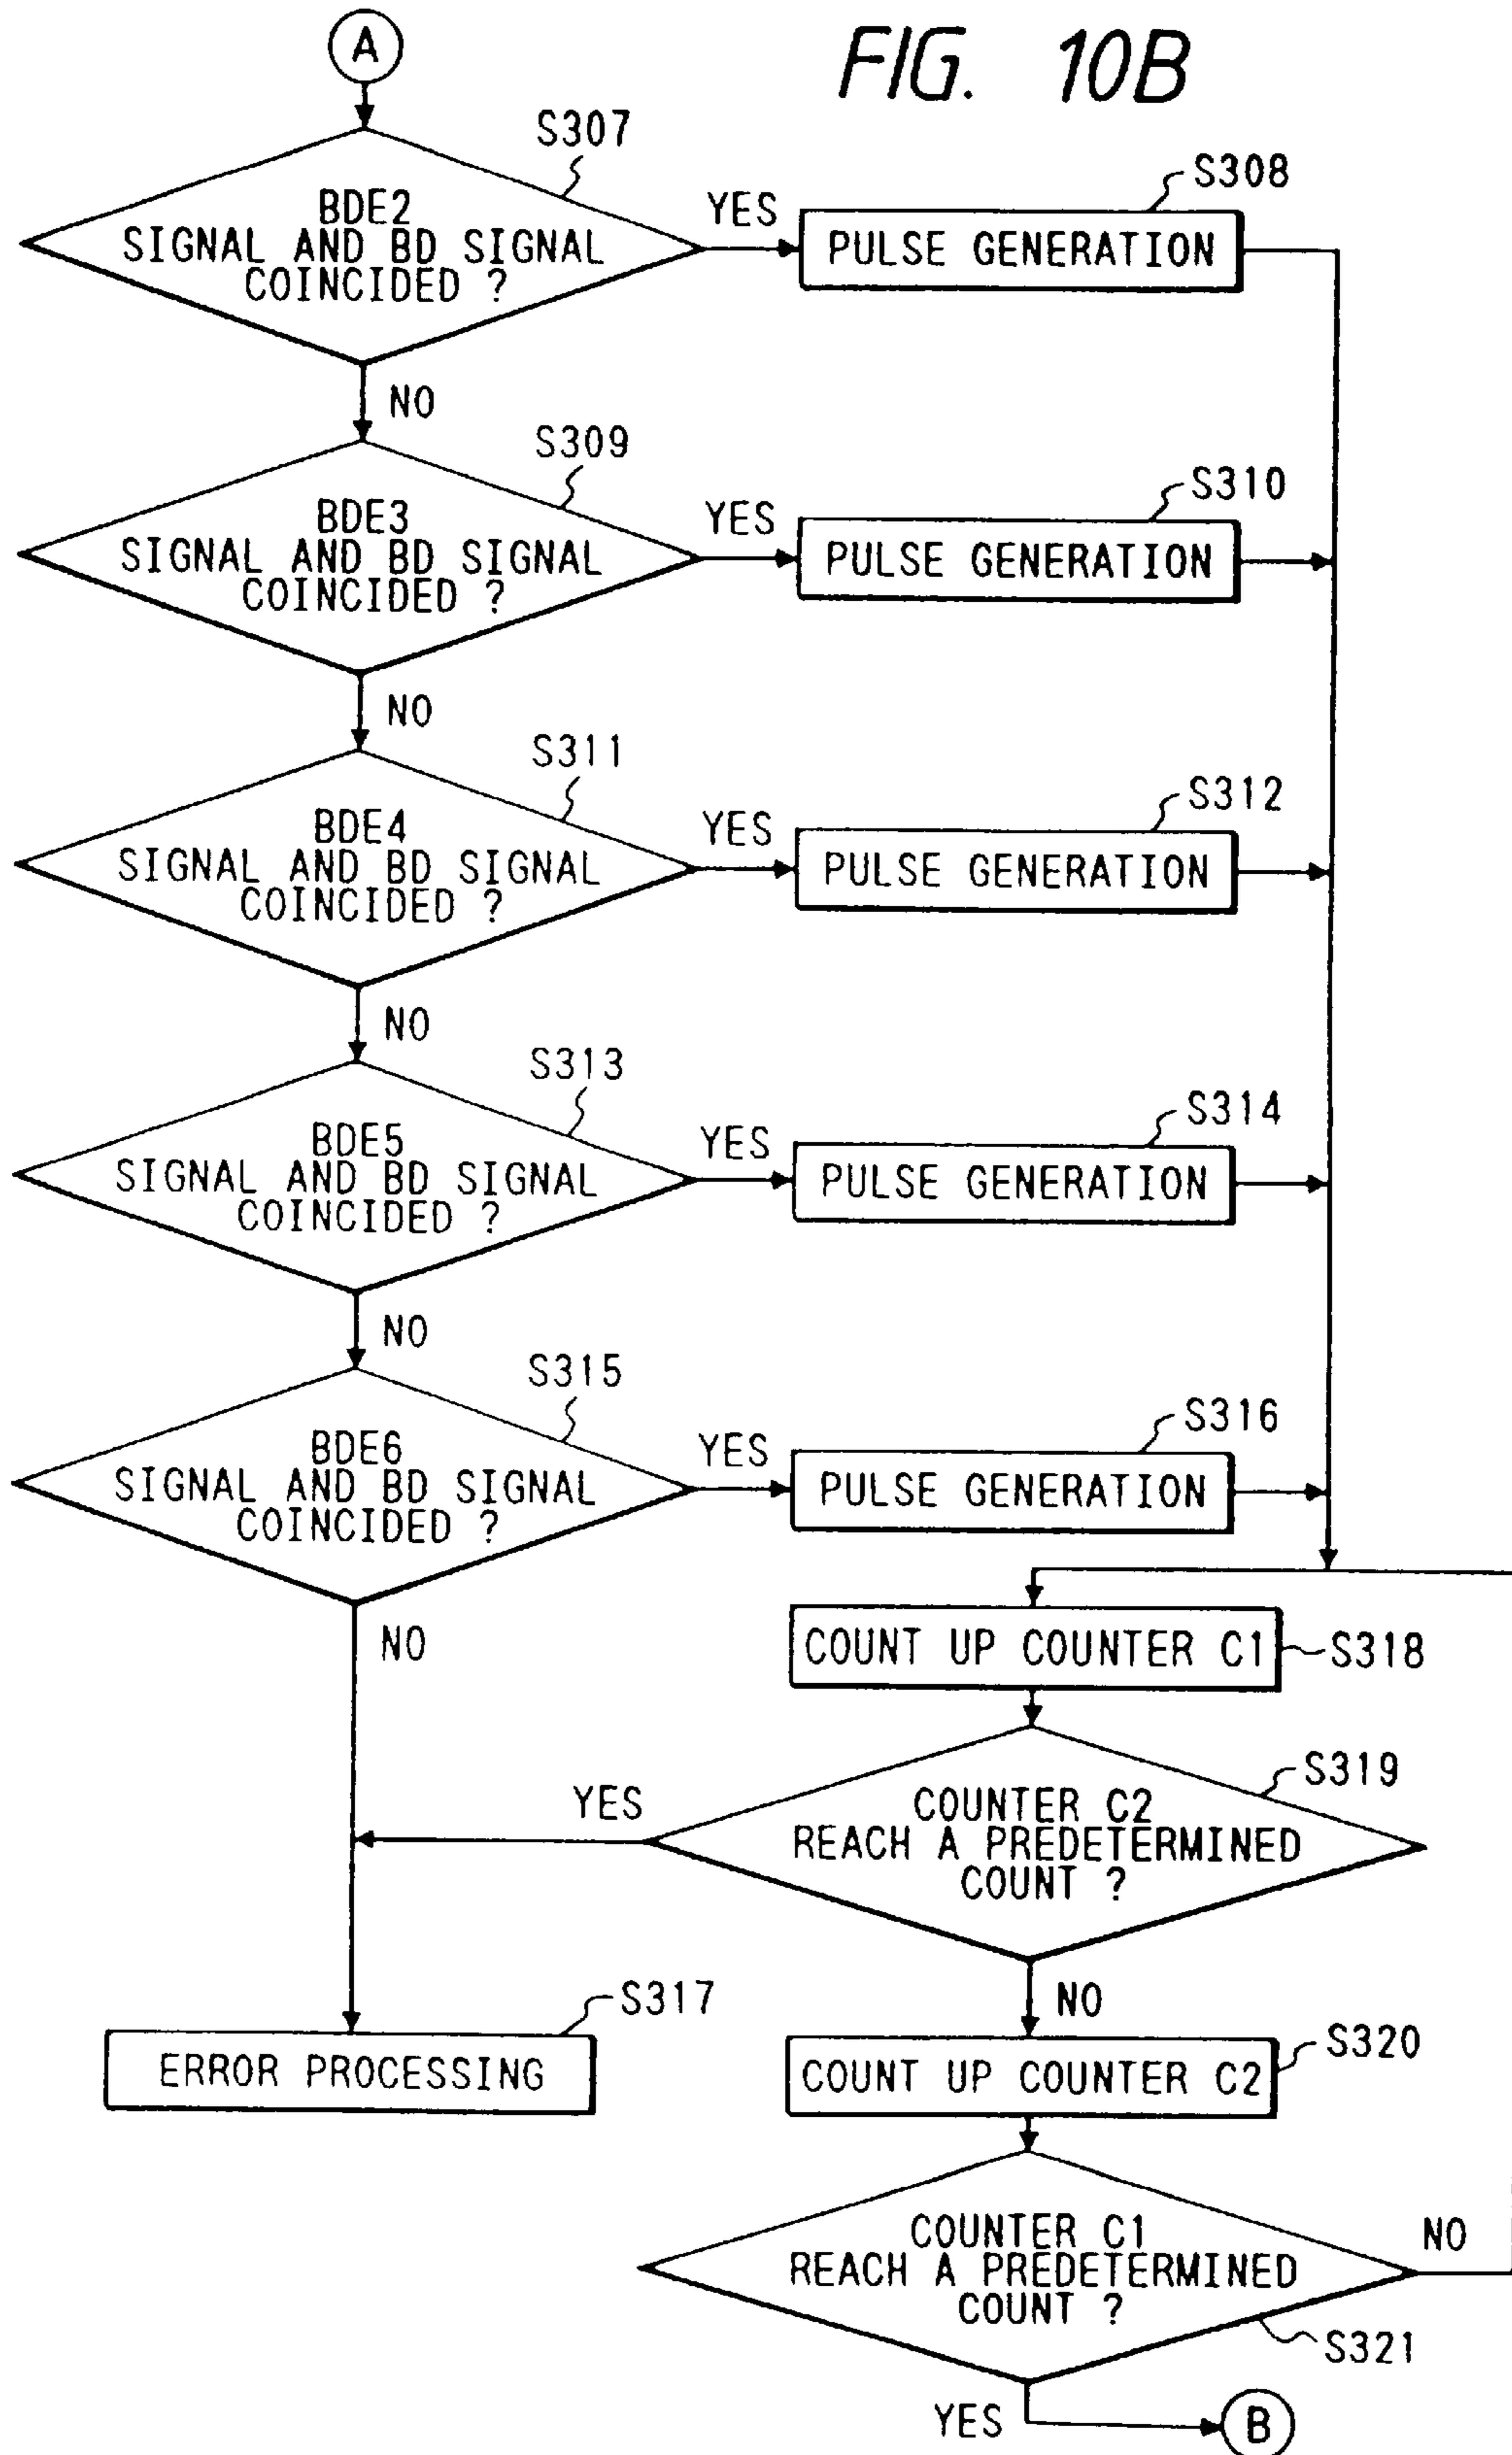 A
FIG. 10B
S307
BDE2
SIGNAL AND BD SIGNAL
COINCIDED ?
YES
S308
PULSE GENERATION
NO
S309
BDE3
SIGNAL AND BD SIGNAL
COINCIDED ?
YES
S310
PULSE GENERATION
NO
S311
BDE4
SIGNAL AND BD SIGNAL
COINCIDED ?
YES
S312
PULSE GENERATION
NO
S313
BDE5
SIGNAL AND BD SIGNAL
COINCIDED ?
YES
S314
PULSE GENERATION
NO
S315
BDE6
SIGNAL AND BD SIGNAL
COINCIDED ?
YES
S316
PULSE GENERATION
NO
COUNT UP COUNTER C1
S318
S319
COUNTER C2
REACH A PREDETERMINED
COUNT ?
YES
NO
S317
ERROR PROCESSING
S320
COUNT UP COUNTER C2
COUNTER C1
REACH A PREDETERMINED
COUNT ?
NO
S321
YES
B